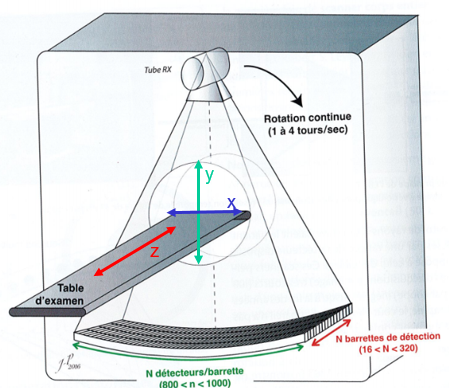 Tube RX
Rotation continue
(1 à 4 tours/sec)
y
x
z
Table
d'examen
N barrettes de détection
(16 < N < 320)
N détecteurs/barrette
(800 < n < 1000)
2006